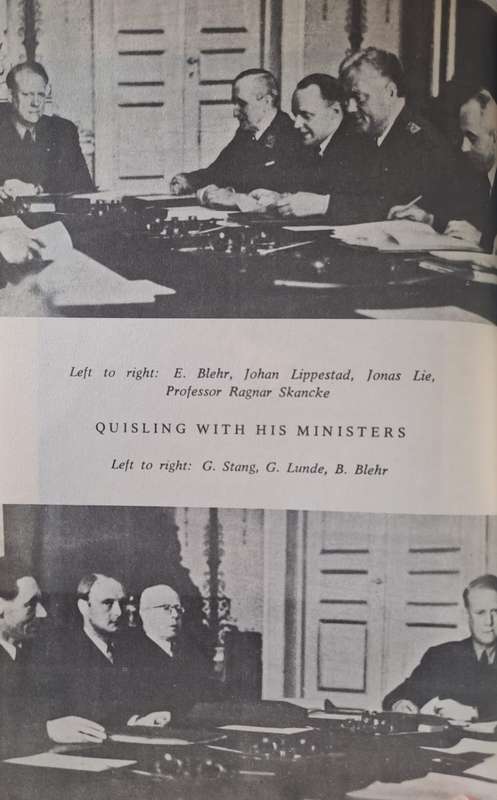 Left to right: E. Blehr, Johan Lippestad, Jonas Lie,
Professor Ragnar Skancke
QUISLING WITH HIS MINISTERS
Left to right: G. Stang, G. Lunde, B. Blehr